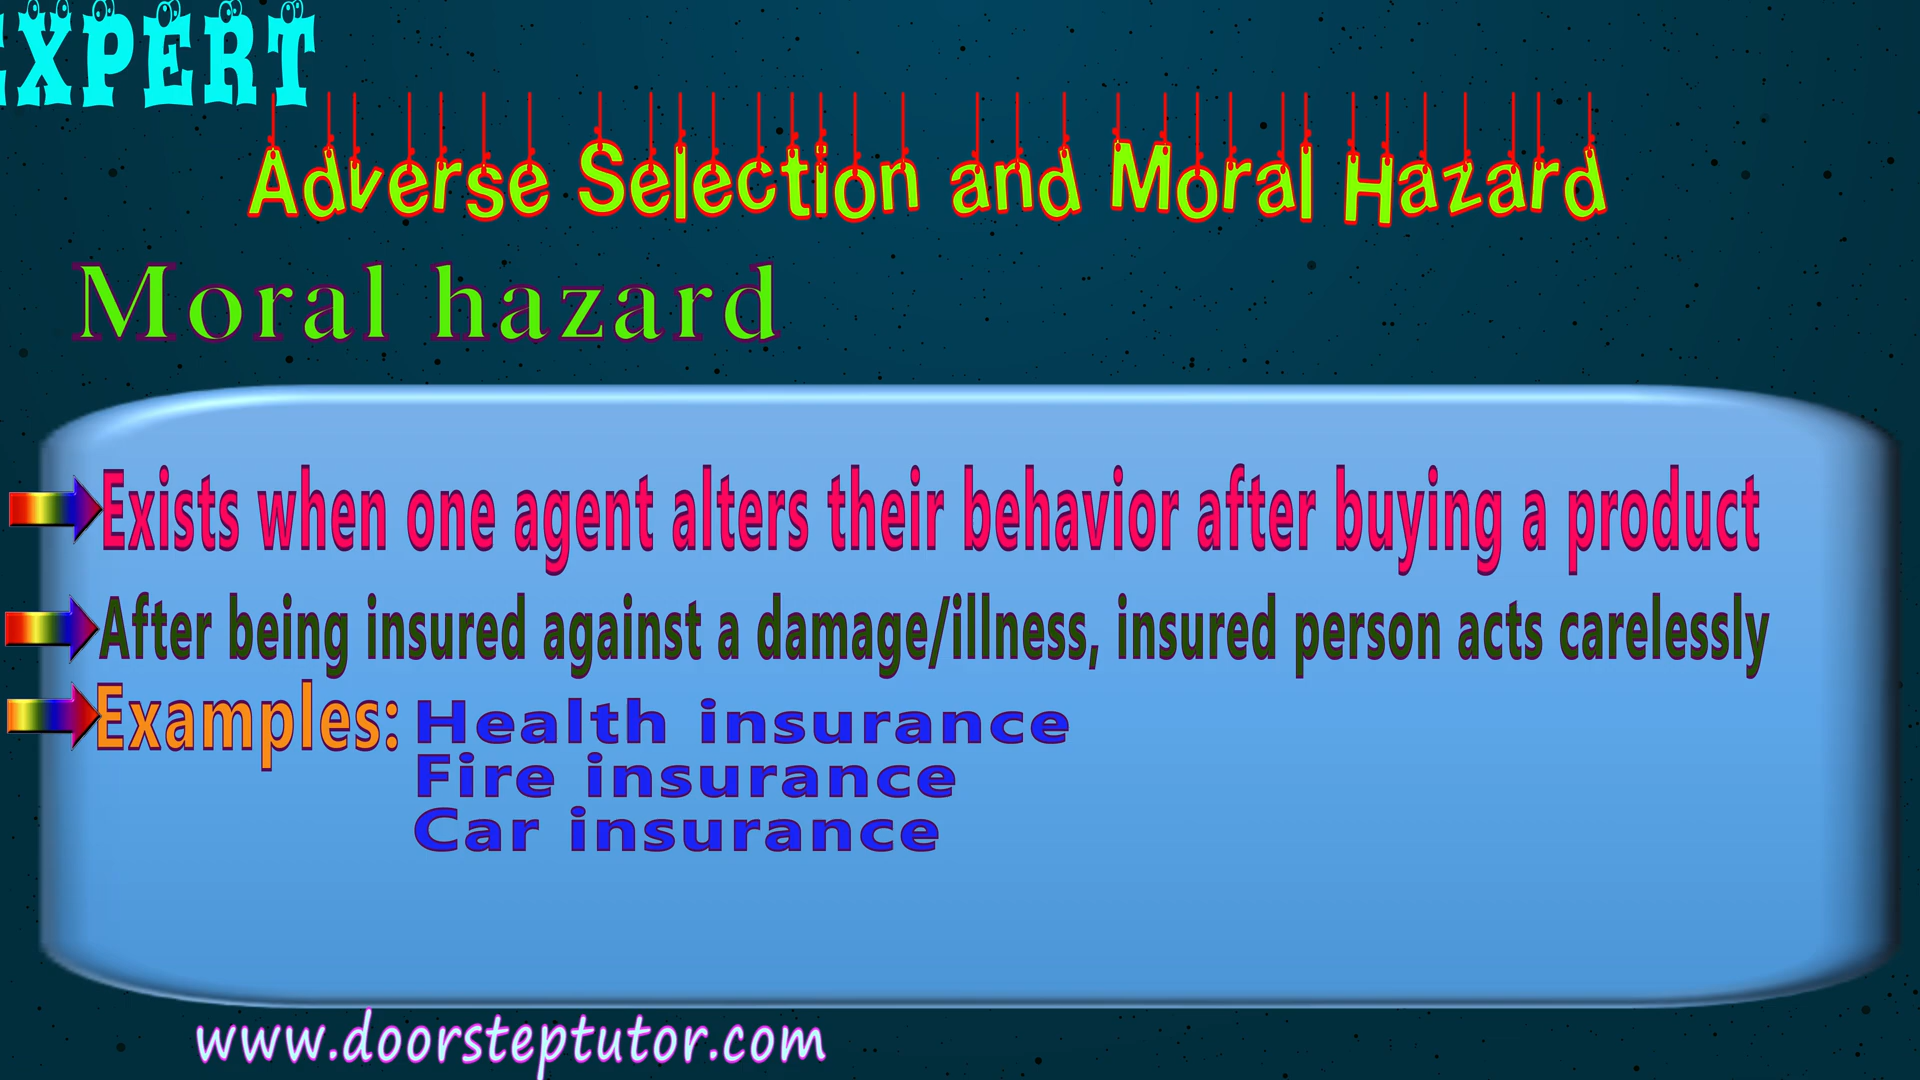 EXPERT
Adverse Selection and Moral Hazard
Moral hazard
Exists when one agent alters their behavior after buying a product
After being insured against a damage/illness, insured person acts carelessly
Examples: Health insurance
Fire insurance
Car insurance
www.doorsteptutor.com